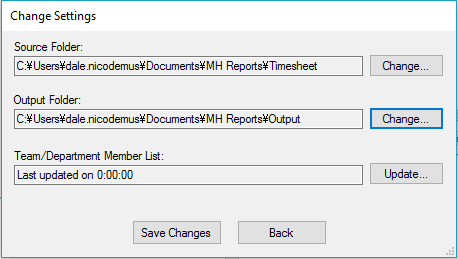 Change Settings
Source Folder:
C:¥Users¥dale.nicodemus¥Documents¥MH Reports¥Timesheet
Change...
Output Folder:
C:¥Users¥dale.nicodemus¥Documents¥MH Reports¥Output
Change...
Team/Department Member List:
Last updated on 0:00:00
Update...
Save Changes
Back